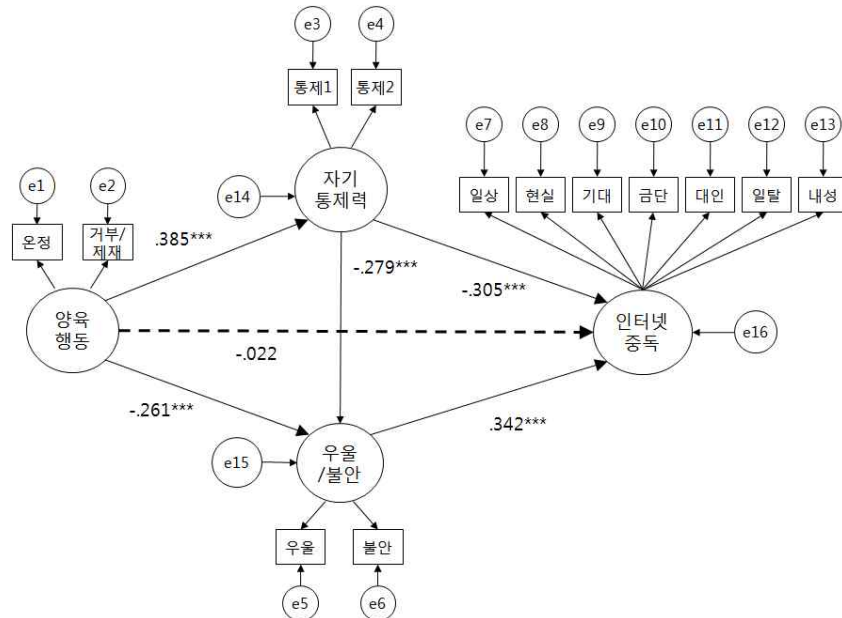 e3
e4
통제1
통제2
e7
e8
e9
e10
e11
e12
e13
일상
현실
기대
금단
대인
일탈
내성
e1
e2
온정
거부/
제재
e14
자기
통제력
.385***
-.279***
-.305***
양육
행동
-.022
인터넷
중독
e16
-.261***
.342***
e15
우울
/불안
우울
불안
e5
e6